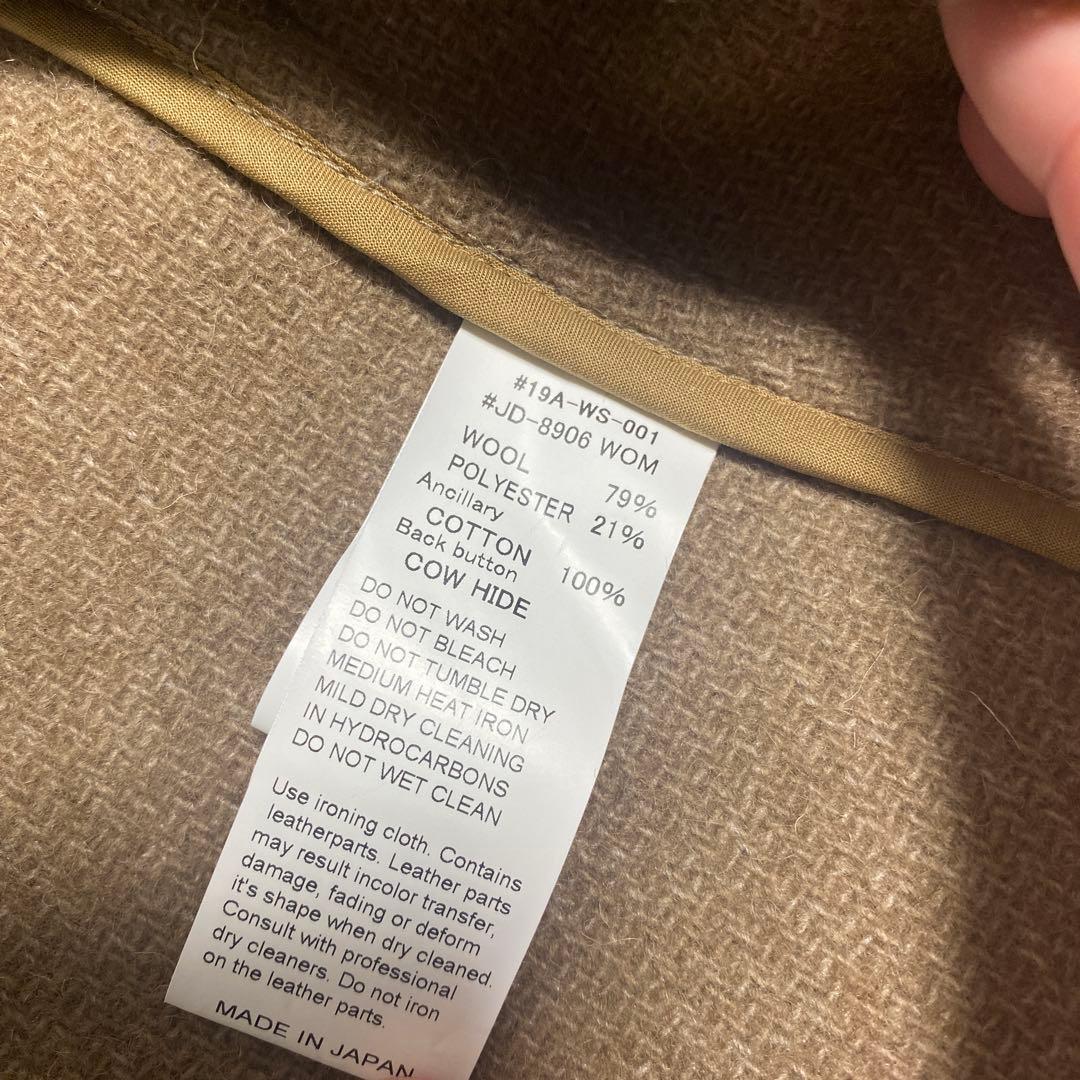 #19A-WS-001
#JD-8906 WOM
WOOL 79%
POLYESTER 21%
Ancillary
COTTON 100%
Back button
COW HIDE
DO NOT WASH
DO NOT BLEACH
DO NOT TUMBLE DRY
MEDIUM HEAT IRON
MILD DRY CLEANING
IN HYDROCARBONS
DO NOT WET CLEAN
Use ironing cloth. Contains
leatherparts. Leather parts
may result incolor transfer,
damage, fading or deform
it's shape when dry cleaned.
Consult with professional
dry cleaners. Do not iron
on the leather parts.
MADE IN JAPAN